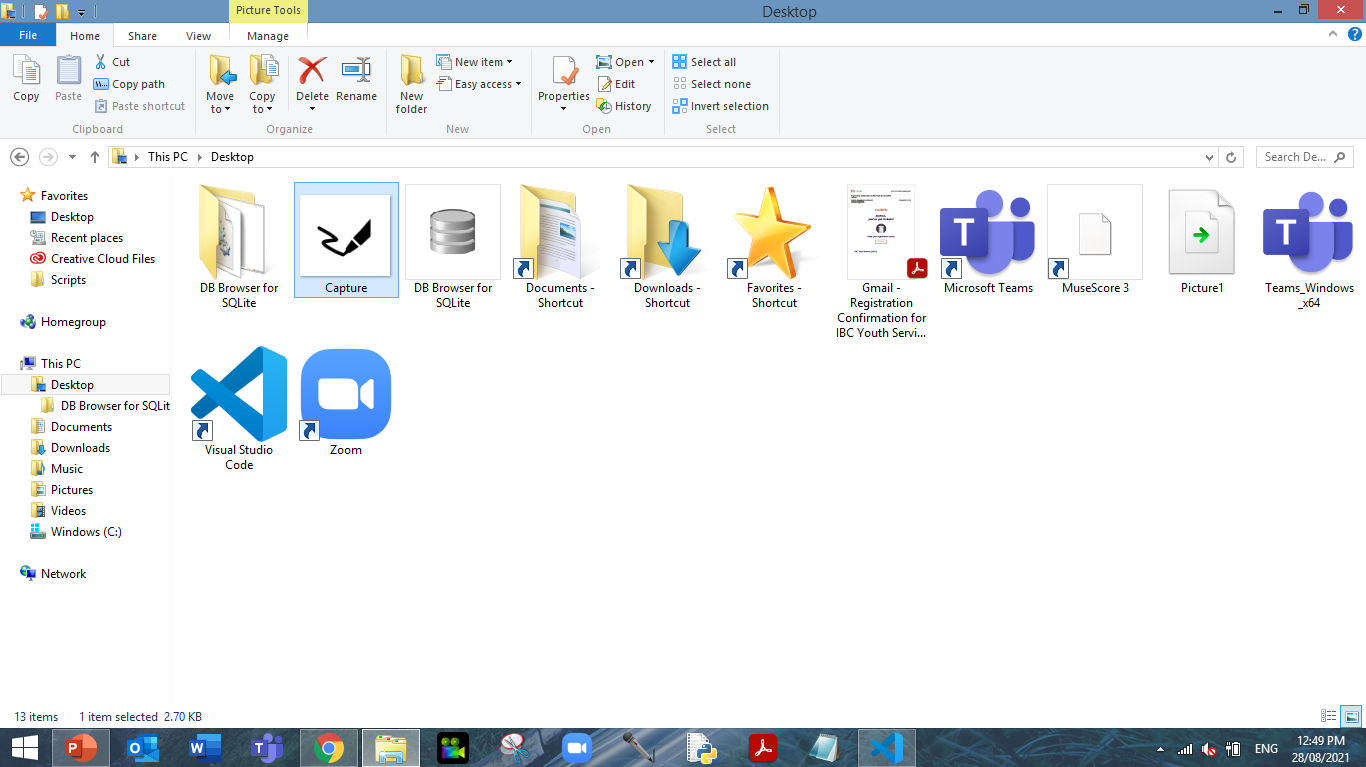 Picture Tools
Desktop
File
Home
Share
View
Manage
Copy
Paste
Cut
Copy path
Paste shortcut
Clipboard
Move to
Copy to
Delete
Rename
Organize
New folder
New item
Easy access
New
Properties
Open
Edit
History
Open
Select all
Select none
Invert selection
Select
This PC
Desktop
Search De...
Favorites
Desktop
Recent places
Creative Cloud Files
Scripts
Homegroup
This PC
Desktop
DB Browser for SQLit
Documents
Downloads
Music
Pictures
Videos
Windows (C:)
Network
DB Browser for
SQLite
Capture
DB Browser for
SQLite
Documents -
Shortcut
Downloads -
Shortcut
Favorites -
Shortcut
Gmail -
Registration
Confirmation for
IBC Youth Servi...
Microsoft Teams
MuseScore 3
Picture1
Teams_Windows
_x64
Visual Studio
Code
Zoom
13 items
1 item selected 2.70 KB
ENG
12:49 PM
28/08/2021